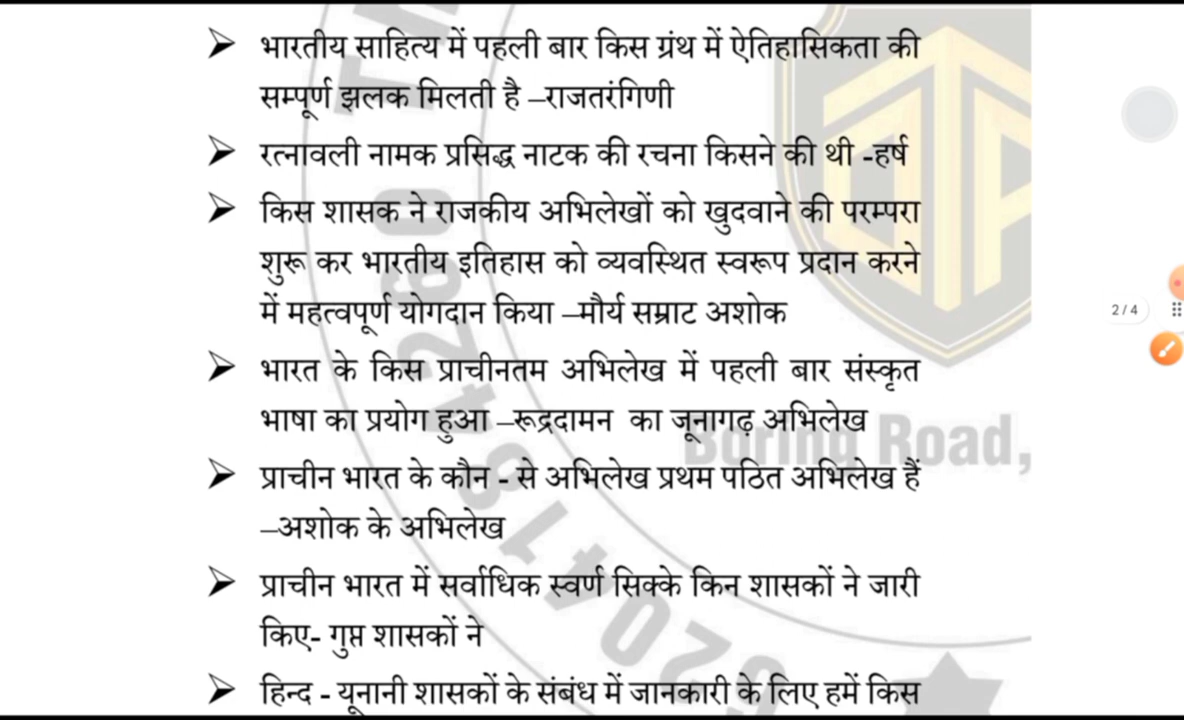 ➢ भारतीय साहित्य में पहली बार किस ग्रंथ में ऐतिहासिकता की
सम्पूर्ण झलक मिलती है –राजतरंगिणी
➢ रत्नावली नामक प्रसिद्ध नाटक की रचना किसने की थी -हर्ष
➢ किस शासक ने राजकीय अभिलेखों को खुदवाने की परम्परा
शुरू कर भारतीय इतिहास को व्यवस्थित स्वरूप प्रदान करने
में महत्वपूर्ण योगदान किया –मौर्य सम्राट अशोक
➢ भारत के किस प्राचीनतम अभिलेख में पहली बार संस्कृत
भाषा का प्रयोग हुआ –रूद्रदामन का जूनागढ़ अभिलेख
➢ प्राचीन भारत के कौन - से अभिलेख प्रथम पठित अभिलेख हैं
–अशोक के अभिलेख
➢ प्राचीन भारत में सर्वाधिक स्वर्ण सिक्के किन शासकों ने जारी
किए- गुप्त शासकों ने
➢ हिन्द - यूनानी शासकों के संबंध में जानकारी के लिए हमें किस
2/4
Boring Road,